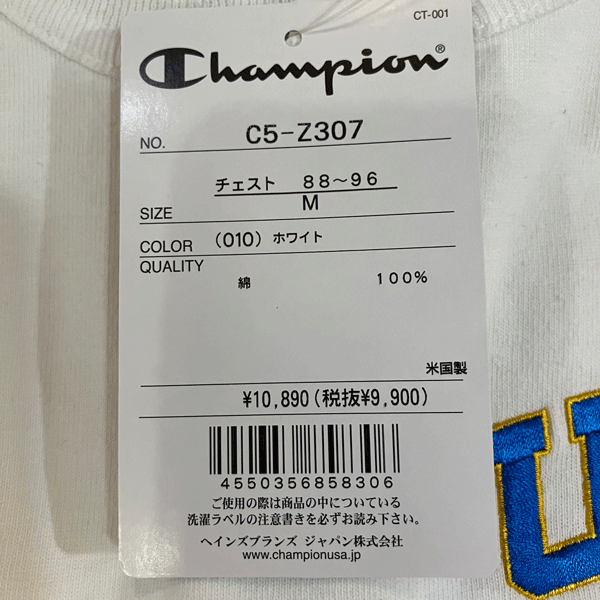 CT-001
Champion®
NO. C5-Z307
チェスト 88～96
SIZE M
COLOR (010) ホワイト
QUALITY
綿 100%
米国製
¥10,890(税抜¥9,900)
4550356858306
ご使用の際は商品の中についている
洗濯ラベルの注意書きを必ずお読み下さい。
ヘインズブランズ ジャパン株式会社
www.championusa.jp
U